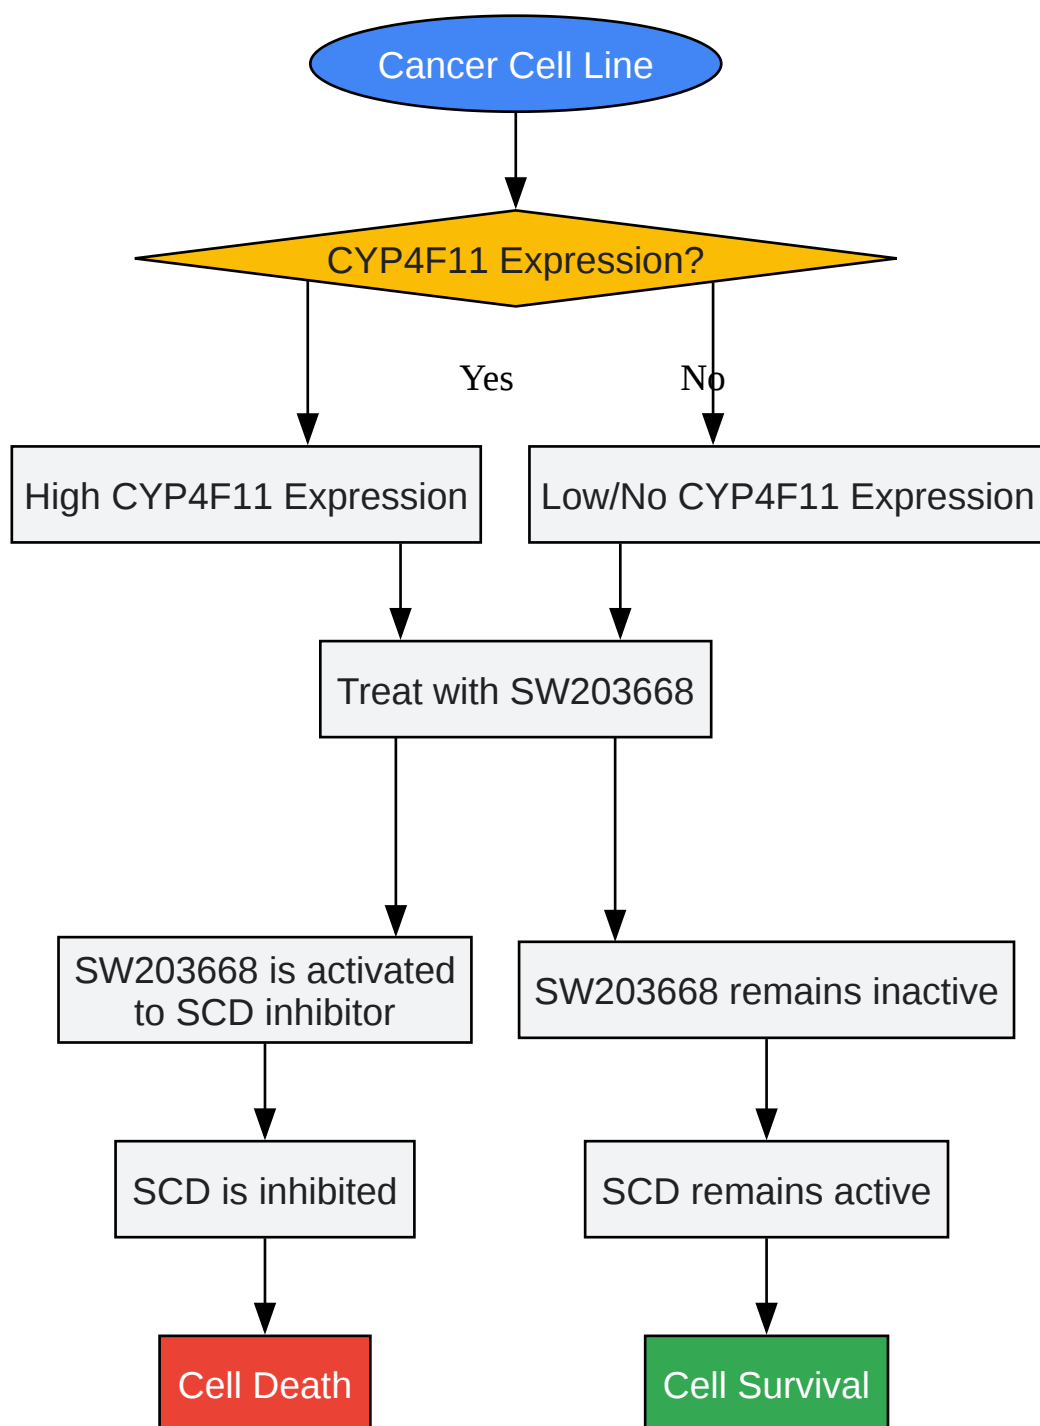 Cancer Cell Line
CYP4F11 Expression?
Yes
No
High CYP4F11 Expression
Low/No CYP4F11 Expression
Treat with SW203668
SW203668 is activated
to SCD inhibitor
SW203668 remains inactive
SCD is inhibited
SCD remains active
Cell Death
Cell Survival